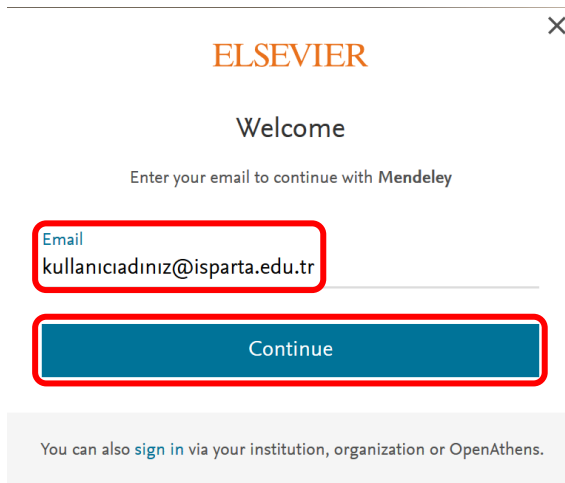 ELSEVIER
Welcome
Enter your email to continue with Mendeley
Email
kullanıcıadınız@isparta.edu.tr
Continue
You can also sign in via your institution, organization or OpenAthens.